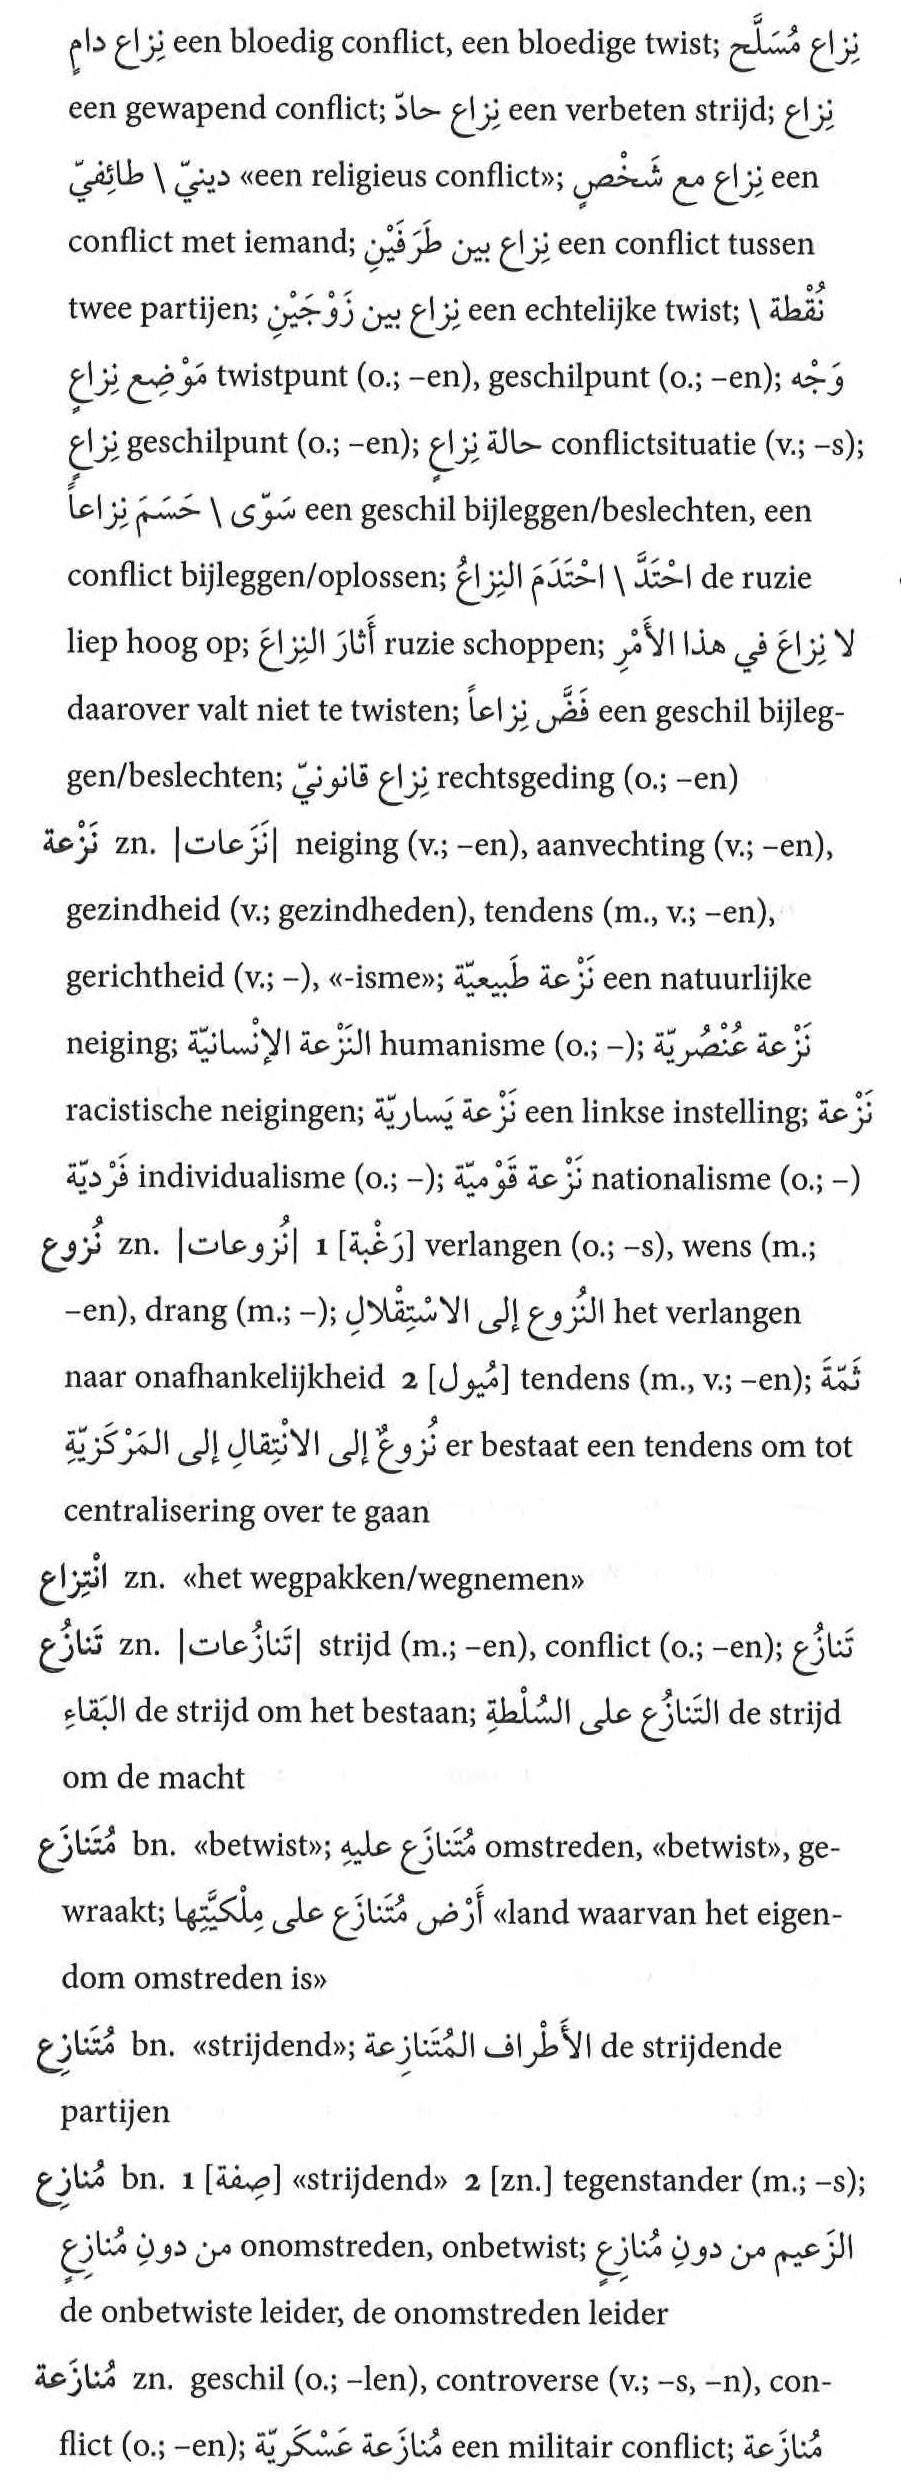 نِزاع دامٍ een bloedig conflict, een bloedige twist; نِزاع مُسَلَّح
een gewapend conflict; نِزاع حادّ een verbeten strijd; نِزاع
دينيّ \ طائِفيّ «een religieus conflict»; نِزاع مع شَخْصٍ een
conflict met iemand; نِزاع بين طَرَفَيْنِ een conflict tussen
twee partijen; نِزاع بين زَوْجَيْنِ een echtelijke twist; نُقْطة \
مَوْضِع نِزاعٍ twistpunt (o.; –en), geschilpunt (o.; –en); وَجْه
نِزاعٍ geschilpunt (o.; –en); حالة نِزاعٍ conflictsituatie (v.; –s);
سَوّى \ حَسَمَ نِزاعاً een geschil bijleggen/beslechten, een
conflict bijleggen/oplossen; احْتَدَّ \ احْتَدَمَ النِزاعُ de ruzie
liep hoog op; أَثارَ النِزاعَ ruzie schoppen; لا نِزاعَ في هذا الأَمْرِ
daarover valt niet te twisten; فَضَّ نِزاعاً een geschil bijleg-
gen/beslechten; نِزاع قانونيّ rechtsgeding (o.; –en)
نَزْعة zn. |نَزَعات| neiging (v.; –en), aanvechting (v.; –en),
gezindheid (v.; gezindheden), tendens (m., v.; –en),
gerichtheid (v.; –), «-isme»; نَزْعة طَبيعيّة een natuurlijke
neiging; النَزْعة الإنْسانيّة humanisme (o.; –); نَزْعة عُنْصُريّة
racistische neigingen; نَزْعة يَساريّة een linkse instelling; نَزْعة
فَرْديّة individualisme (o.; –); نَزْعة قَوْميّة nationalisme (o.; –)
نُزوع zn. |نُزوعات| 1 [رَغْبة] verlangen (o.; –s), wens (m.;
–en), drang (m.; –); النُزوع إلى الاسْتِقْلالِ het verlangen
naar onafhankelijkheid 2 [مُيول] tendens (m., v.; –en); ثَمّةَ
نُزوعٌ إلى الانْتِقالِ إلى المَرْكَزيّةِ er bestaat een tendens om tot
centralisering over te gaan
انْتِزاع zn. «het wegpakken/wegnemen»
تَنازُع zn. |تَنازُعات| strijd (m.; –en), conflict (o.; –en); تَنازُع
البَقاءِ de strijd om het bestaan; التَنازُع على السُلْطةِ de strijd
om de macht
مُتَنازَع bn. «betwist»; مُتَنازَع عليهِ omstreden, «betwist», ge-
wraakt; أَرْض مُتَنازَع على مِلْكيَّتِها «land waarvan het eigen-
dom omstreden is»
مُتَنازِع bn. «strijdend»; الأَطْراف المُتَنازِعة de strijdende
partijen
مُنازِع bn. 1 [صِفة] «strijdend» 2 [zn.] tegenstander (m.; –s);
من دونِ مُنازِعٍ onomstreden, onbetwist; الزَعيم من دونِ مُنازِعٍ
de onbetwiste leider, de onomstreden leider
مُنازَعة zn. geschil (o.; –len), controverse (v.; –s, –n), con-
flict (o.; –en); مُنازَعة عَسْكَريّة een militair conflict; مُنازَعة